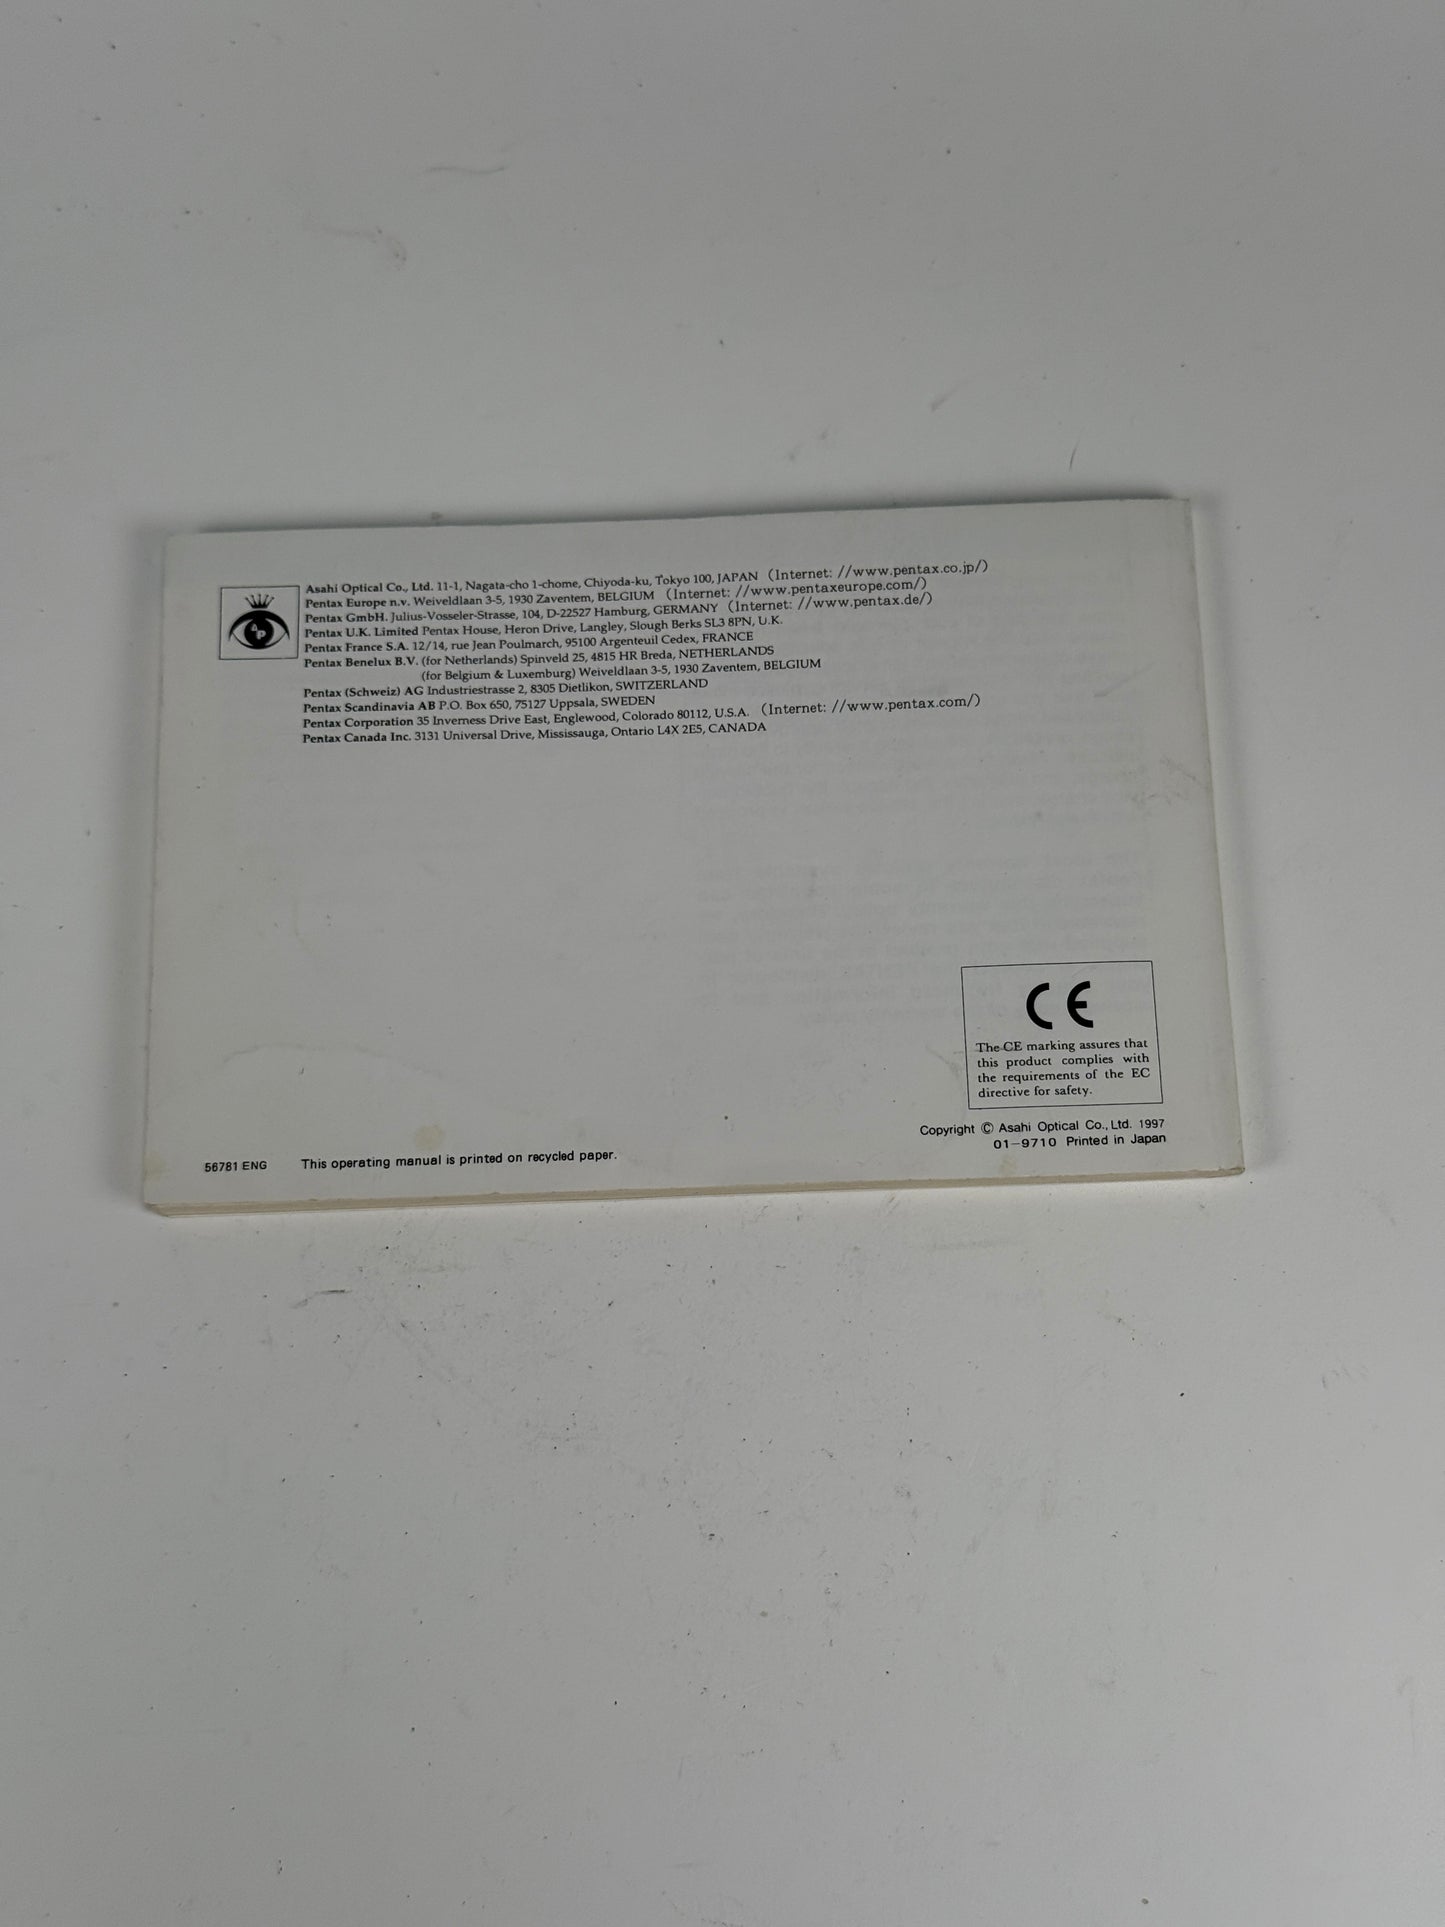 Asahi Optical Co., Ltd. 11-1, Nagata-cho 1-chome, Chiyoda-ku, Tokyo 100, JAPAN (Internet: //www.pentax.co.jp/)
Pentax Europe n.v. Weiveldlaan 3-5, 1930 Zaventem, BELGIUM (Internet: //www.pentaxeurope.com/)
Pentax GmbH. Julius-Vosseler-Strasse, 104, D-22527 Hamburg, GERMANY (Internet: //www.pentax.de/)
Pentax U.K. Limited Pentax House, Heron Drive, Langley, Slough Berks SL3 8PN, U.K.
Pentax France S.A. 12/14, rue Jean Poulmarch, 95100 Argenteuil Cedex, FRANCE
Pentax Benelux B.V. (for Netherlands) Spinveld 25, 4815 HR Breda, NETHERLANDS
(for Belgium & Luxemburg) Weiveldlaan 3-5, 1930 Zaventem, BELGIUM
Pentax (Schweiz) AG Industriestrasse 2, 8305 Dietlikon, SWITZERLAND
Pentax Scandinavia AB P.O. Box 650, 75127 Uppsala, SWEDEN
Pentax Corporation 35 Inverness Drive East, Englewood, Colorado 80112, U.S.A. (Internet: //www.pentax.com/)
Pentax Canada Inc. 3131 Universal Drive, Mississauga, Ontario L4X 2E5, CANADA
CE
The CE marking assures that
this product complies with
the requirements of the EC
directive for safety.
Copyright © Asahi Optical Co., Ltd. 1997
01-9710 Printed in Japan
56781 ENG This operating manual is printed on recycled paper.